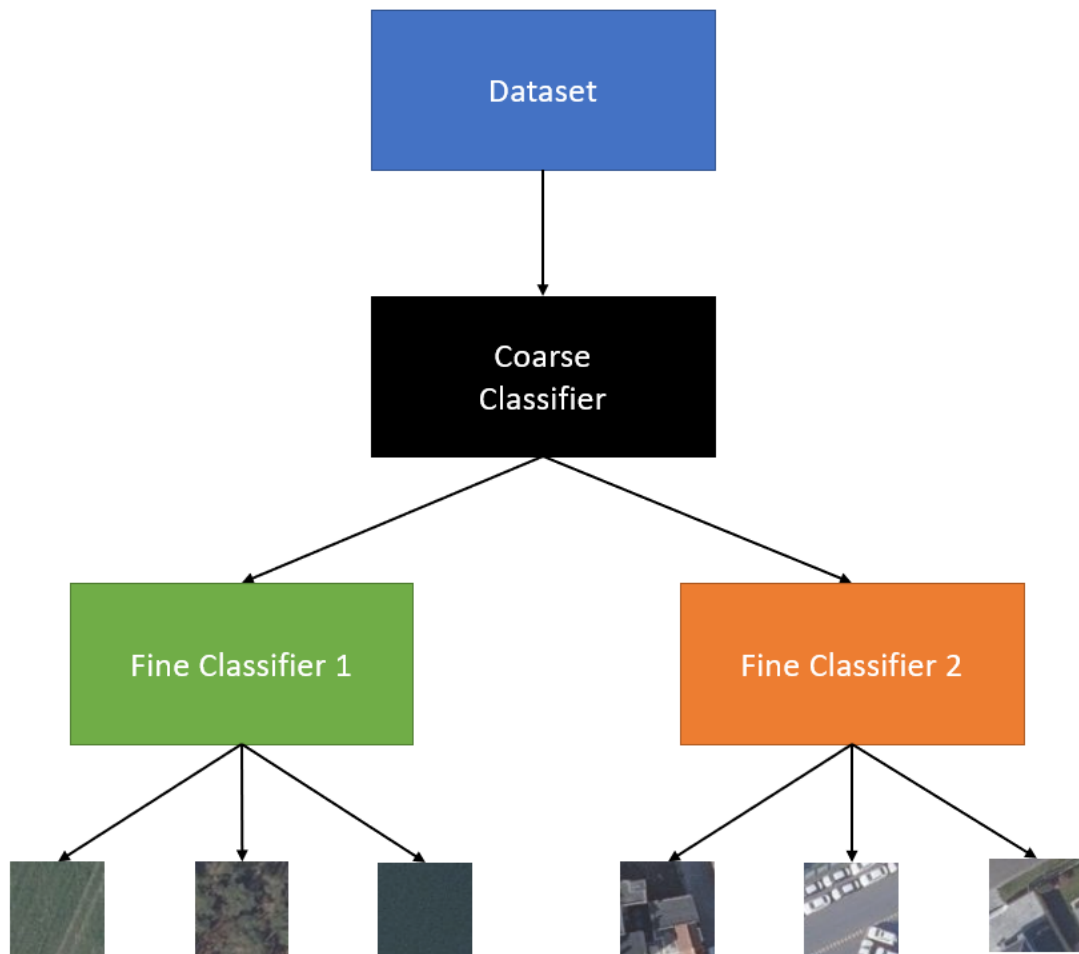 Dataset
Coarse
Classifier
Fine Classifier 1
Fine Classifier 2